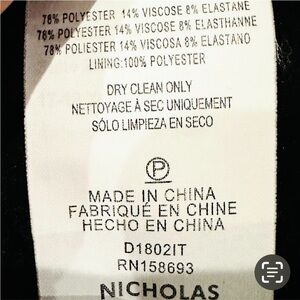 78% POLYESTER 14% VISCOSE 8% ELASTANE
78% POLYESTER 14% VISCOSE 8% ELASTHANNE
78% POLIESTER 14% VISCOSA 8% ELASTANO
LINING:100% POLYESTER
DRY CLEAN ONLY
NETTOYAGE À SEC UNIQUEMENT
SÓLO LIMPIEZA EN SECO
P
MADE IN CHINA
FABRIQUÉ EN CHINE
HECHO EN CHINA
D1802IT
RN158693
NICHOLAS